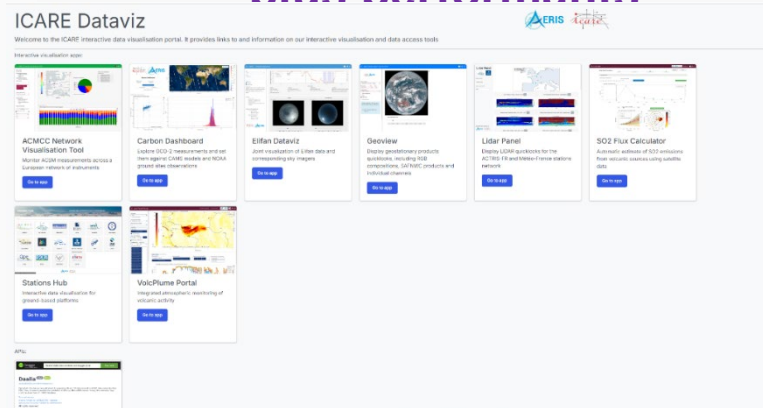 ICARE Dataviz
AERIS icare
Welcome to the ICARE interactive data visualisation portal. It provides links to and information on our interactive visualisation and data access tools
Interactive visualisation apps
ACMCC Network
Visualisation Tool
Monitor ACSM measurements across a
European network of instruments
Go to app
Carbon Dashboard
Explore OCO-2 measurements and set
them against CAMS models and NOAA
ground sites observations
Go to app
Elifan Dataviz
Joint visualization of Elifan data and
corresponding sky imagers
Go to app
Geoview
Display geostationary products
quicklooks, including RGB
compositions, SAFNWC products and
individual channels
Go to app
Lidar Panel
Display LIDAR quicklooks for the
ACTRIS-FR and Météo-France stations
network
Go to app
SO2 Flux Calculator
Automatic estimate of SO2 emissions
from volcanic sources using satellite
data
Go to app
Stations Hub
Interactive data visualisation for
ground-based platforms
Go to app
VolcPlume Portal
Integrated atmospheric monitoring of
volcanic activity
Go to app
APIs